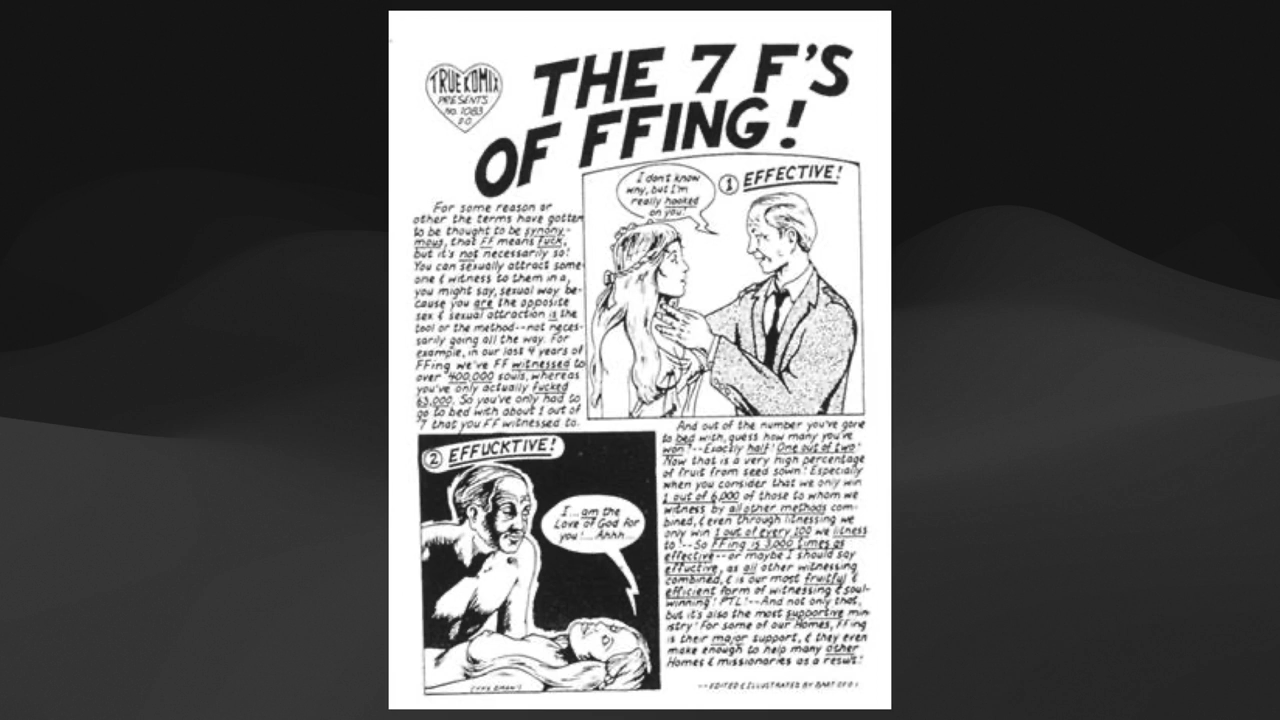 TRUE KOMIX
PRESENTS
No. 1083
THE 7 F'S
OF FFING!
For some reason or
other the terms have gotten
to be thought to be synony-
mous, that FF means fuck,
but it's not necessarily so!
You can sexually attract some-
one & witness to them in a,
you might say, sexual way be-
cause you are the opposite
sex & sexual attraction is the
tool or the method--not neces-
sarily going all the way. For
example, in our last 4 years of
FFing we've FF witnessed to
over 400,000 souls, whereas
you've only actually fucked
63,000. So you've only had to
go to bed with about 1 out of
7 that you FF witnessed to.
1 EFFECTIVE!
I don't know
why, but I'm
really hooked
on you!
2 EFFUCKTIVE!
I...am the
Love of God for
you!...Ahhh...
And out of the number you've gone
to bed with, guess how many you've
won?--Exactly half! One out of two!
Now that is a very high percentage
of fruit from seed sown! Especially
when you consider that we only win
1 out of 6,000 of those to whom we
witness by all other methods com-
bined, & even through litnessing we
only win 1 out of every 100 we litness
to!--So FFing is 3,000 times as
effective--or maybe I should say
effuctive, as all other witnessing
combined, & is our most fruitful &
efficient form of witnessing & soul-
winning! PTL!--And not only that,
but it's also the most supportive min-
istry! For some of our Homes, FFing
is their major support, & they even
make enough to help many other
Homes & missionaries as a result!
--EDITED & ILLUSTRATED BY